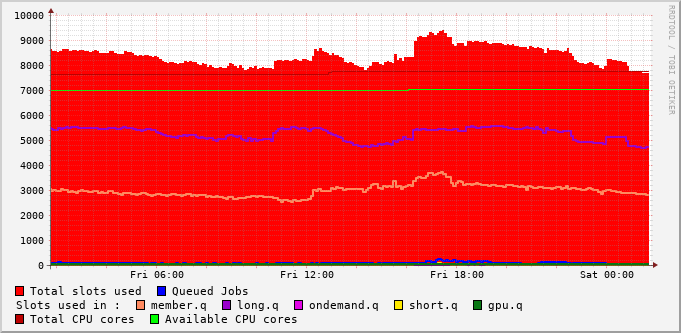 10000
9000
8000
7000
6000
5000
4000
3000
2000
1000
0
Fri 06:00 Fri 12:00 Fri 18:00 Sat 00:00
Total slots used Queued Jobs
Slots used in : member.q long.q ondemand.q short.q gpu.q
Total CPU cores Available CPU cores
RRDTOOL / TOBI OETIKER